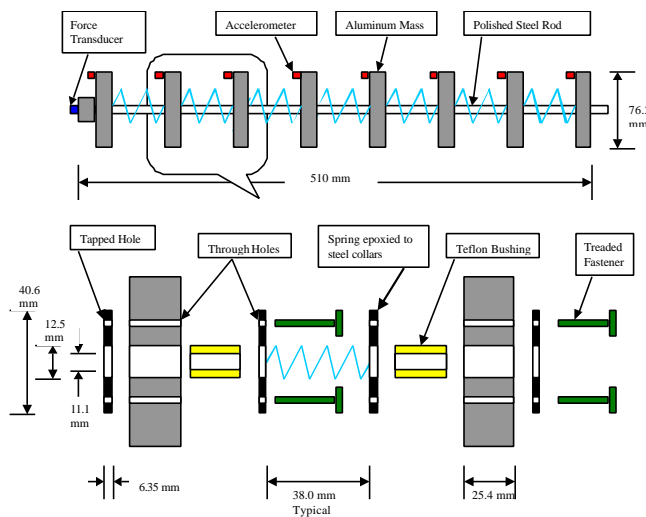 Force
Transducer
Accelerometer
Aluminum Mass
Polished Steel Rod
510 mm
mm
Tapped Hole
Through Holes
Spring epoxied to
steel collars
Teflon Bushing
Treaded
Fastener
40.6
mm
12.5
mm
11.1
mm
6.35 mm
38.0 mm
Typical
25.4 mm